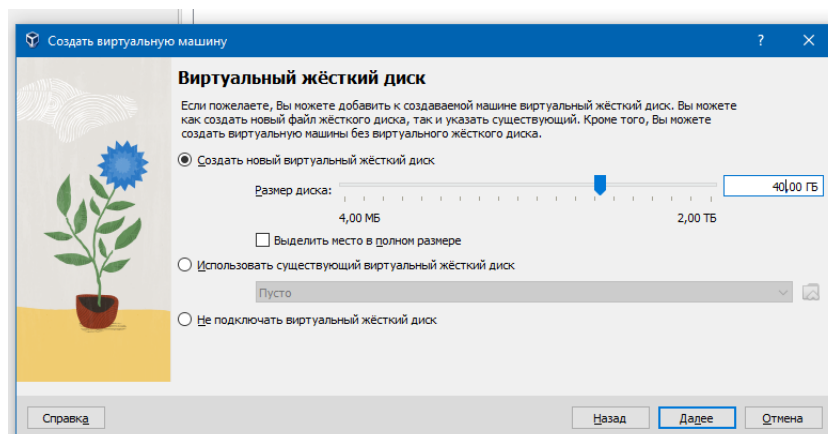 Создать виртуальную машину
Виртуальный жёсткий диск
Если пожелаете, Вы можете добавить к создаваемой машине виртуальный жёсткий диск. Вы можете
как создать новый файл жёсткого диска, так и указать существующий. Кроме того, Вы можете
создать виртуальную машины без виртуального жёсткого диска.
Создать новый виртуальный жёсткий диск
Размер диска: 40,00 ГБ
4,00 МБ 2,00 ТБ
Выделить место в полном размере
Использовать существующий виртуальный жёсткий диск
Пусто
Не подключать виртуальный жёсткий диск
Справка Назад Далее Отмена